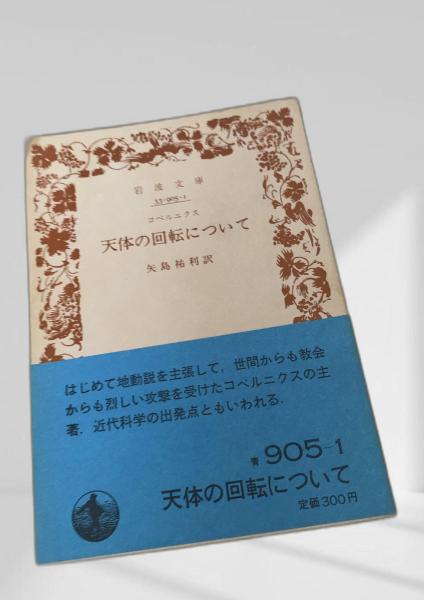 岩波文庫
33-905-1
コペルニクス
天体の回転について
矢島祐利訳
はじめて地動説を主張して，世間からも教会
からも烈しい攻撃を受けたコペルニクスの主
著．近代科学の出発点ともいわれる．
青 905-1
天体の回転について
定価300円